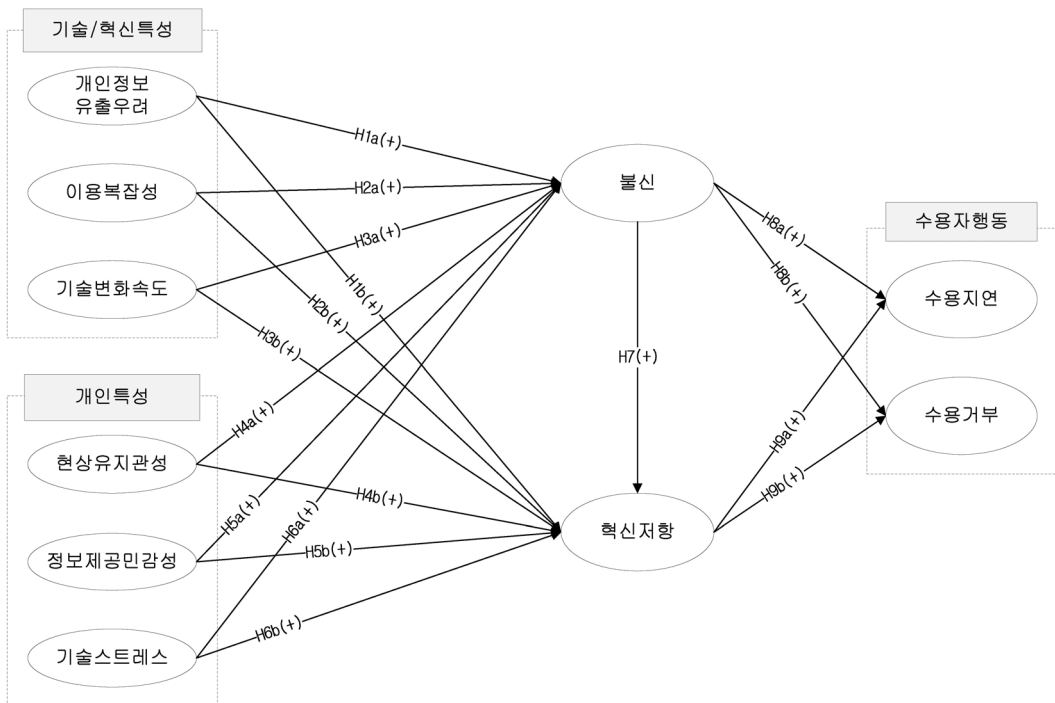 기술/혁신특성
개인정보
유출우려
이용복잡성
기술변화속도
개인특성
현상유지관성
정보제공민감성
기술스트레스
H1a(+)
H2a(+)
H3a(+)
H1b(+)
H2b(+)
H3b(+)
H4a(+)
H5a(+)
H6a(+)
H4b(+)
H5b(+)
H6b(+)
불신
H7(+)
혁신저항
H8a(+)
H8b(+)
H9a(+)
H9b(+)
수용자행동
수용지연
수용거부